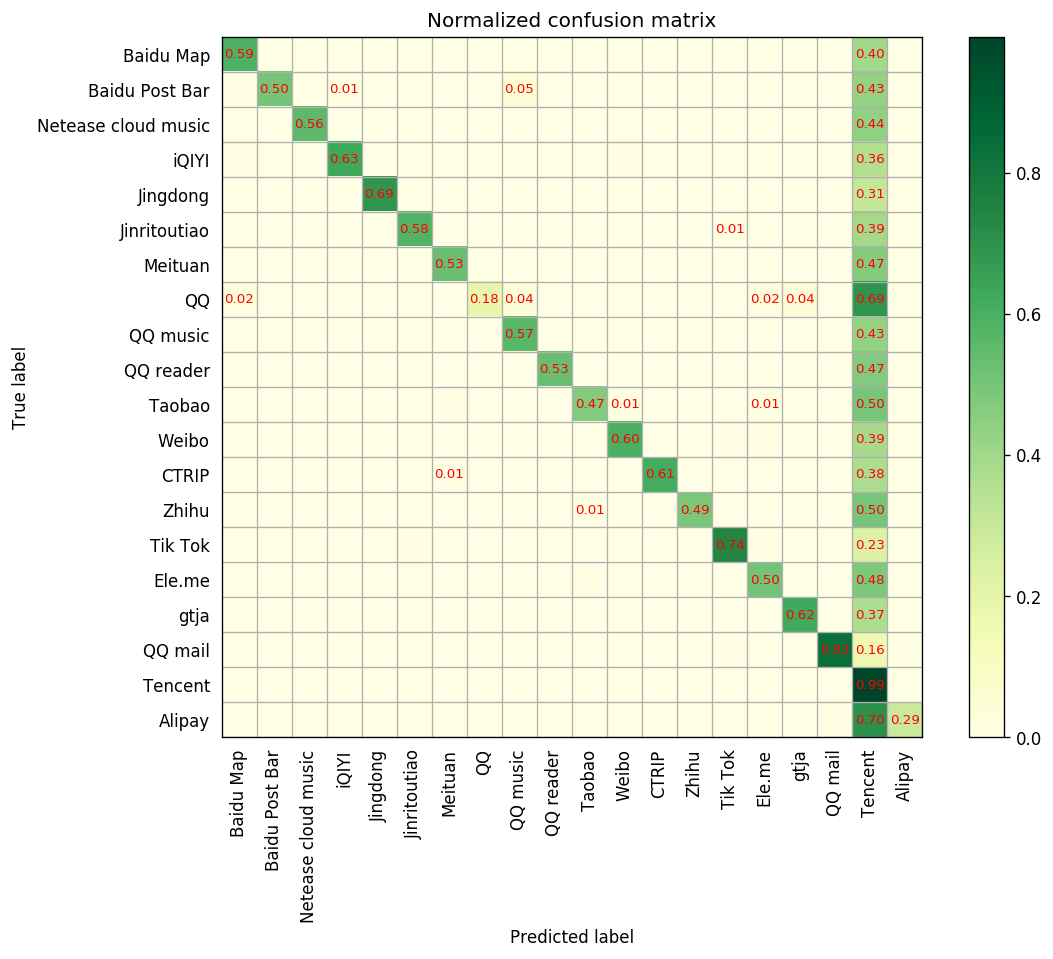 Normalized confusion matrix
Baidu Map 0.59 0.40
Baidu Post Bar 0.50 0.01 0.05 0.43
Netease cloud music 0.56 0.44
iQIYI 0.63 0.36
Jingdong 0.69 0.31
Jinritoutiao 0.58 0.01 0.39
Meituan 0.53 0.47
QQ 0.02 0.18 0.04 0.02 0.04 0.69
QQ music 0.57 0.43
QQ reader 0.53 0.47
Taobao 0.47 0.01 0.01 0.50
Weibo 0.60 0.39
CTRIP 0.01 0.61 0.38
Zhihu 0.01 0.49 0.50
Tik Tok 0.74 0.23
Ele.me 0.50 0.48
gtja 0.62 0.37
QQ mail 0.83 0.16
Tencent 0.99
Alipay 0.70 0.29
True label
Baidu Map
Baidu Post Bar
Netease cloud music
iQIYI
Jingdong
Jinritoutiao
Meituan
QQ
QQ music
QQ reader
Taobao
Weibo
CTRIP
Zhihu
Tik Tok
Ele.me
gtja
QQ mail
Tencent
Alipay
Predicted label
0.8
0.6
0.4
0.2
0.0